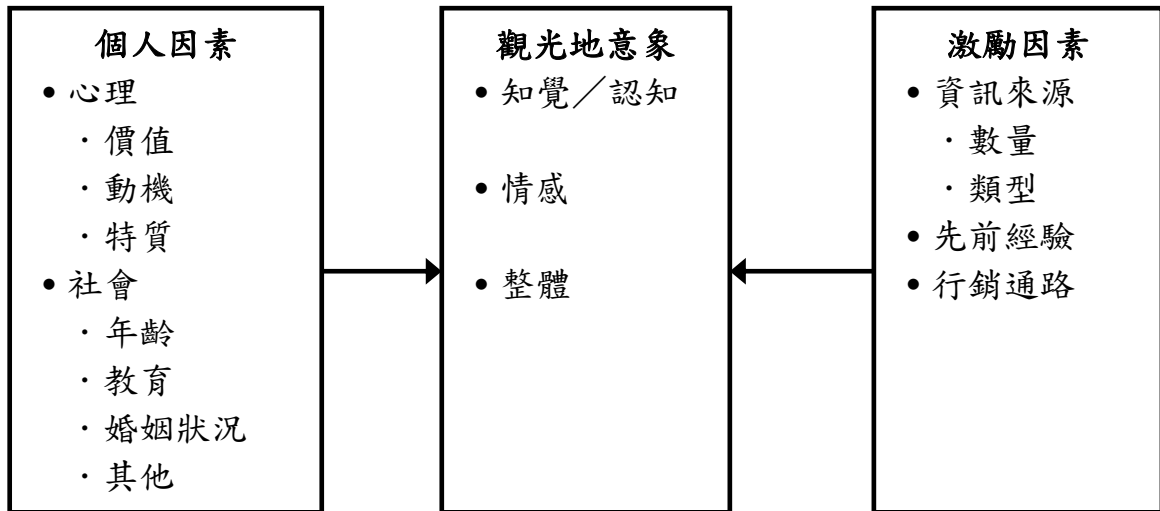 個人因素
• 心理
．價值
．動機
．特質
• 社會
．年齡
．教育
．婚姻狀況
．其他
觀光地意象
• 知覺／認知
• 情感
• 整體
激勵因素
• 資訊來源
．數量
．類型
• 先前經驗
• 行銷通路